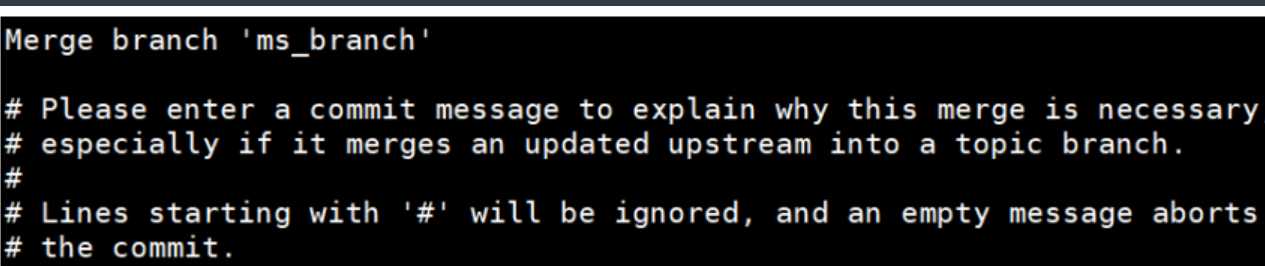 Merge branch 'ms_branch'
# Please enter a commit message to explain why this merge is necessary
# especially if it merges an updated upstream into a topic branch.
#
# Lines starting with '#' will be ignored, and an empty message aborts
# the commit.